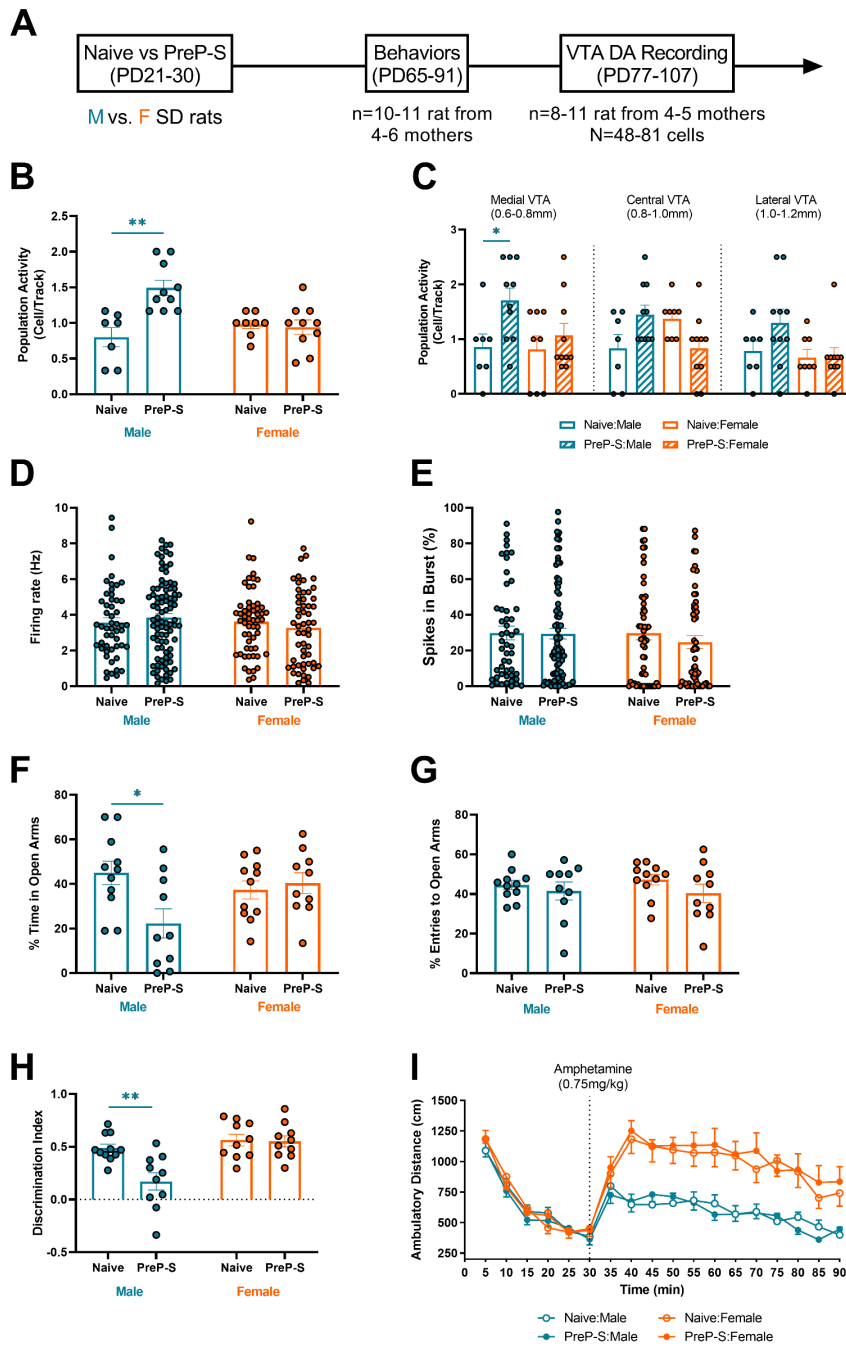 A
Naive vs PreP-S
(PD21-30)
Behaviors
(PD65-91)
VTA DA Recording
(PD77-107)
M vs. F SD rats
n=10-11 rat from
4-6 mothers
n=8-11 rat from 4-5 mothers
N=48-81 cells
B
Population Activity
(Cell/Track)
2.5
2.0
1.5
1.0
0.5
0.0
**
Naive
PreP-S
Naive
PreP-S
Male
Female
C
Medial VTA
(0.6-0.8mm)
Central VTA
(0.8-1.0mm)
Lateral VTA
(1.0-1.2mm)
Population Activity
(Cell/Track)
3
2
1
0
*
Naive:Male
Naive:Female
PreP-S:Male
PreP-S:Female
D
Firing rate (Hz)
10
8
6
4
2
0
Naive
PreP-S
Naive
PreP-S
Male
Female
E
Spikes in Burst (%)
100
80
60
40
20
0
Naive
PreP-S
Naive
PreP-S
Male
Female
F
% Time in Open Arms
80
60
40
20
0
*
Naive
PreP-S
Naive
PreP-S
Male
Female
G
% Entries to Open Arms
80
60
40
20
0
Naive
PreP-S
Naive
PreP-S
Male
Female
H
Discrimination Index
1.0
0.5
0.0
-0.5
**
Naive
PreP-S
Naive
PreP-S
Male
Female
I
Amphetamine
(0.75mg/kg)
Ambulatory Distance (cm)
1500
1250
1000
750
500
250
0 5 10 15 20 25 30 35 40 45 50 55 60 65 70 75 80 85 90
Time (min)
Naive:Male
Naive:Female
PreP-S:Male
PreP-S:Female